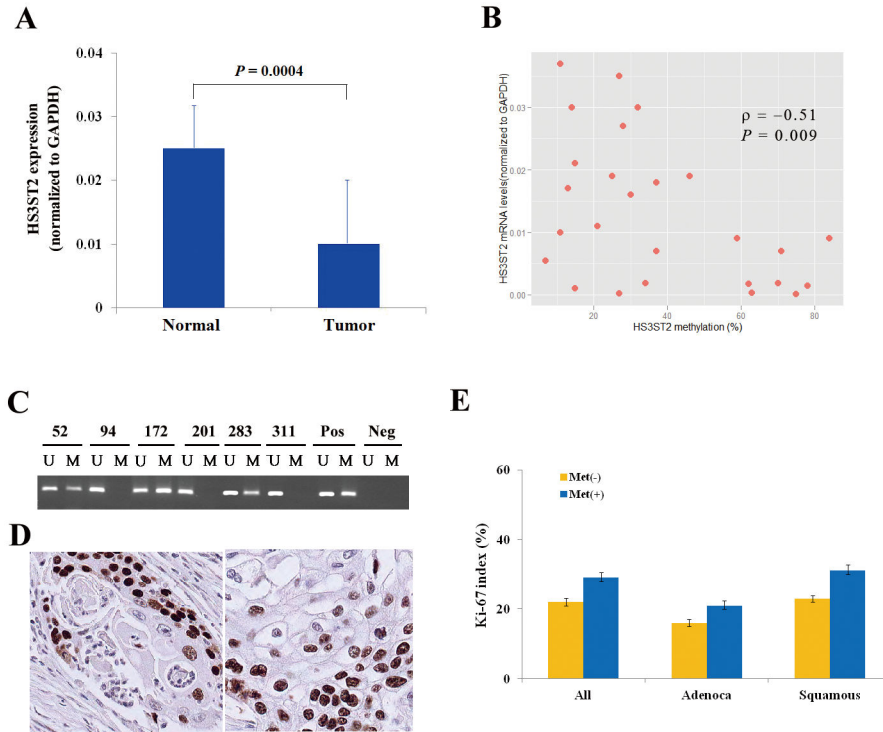 A
HS3ST2 expression
(normalized to GAPDH)
0.04
0.03
0.02
0.01
0
P = 0.0004
Normal
Tumor
B
HS3ST2 mRNA levels(normalized to GAPDH)
0.03
0.02
0.01
0.00
ρ = −0.51
P = 0.009
20
40
60
80
HS3ST2 methylation (%)
C
52 94 172 201 283 311 Pos Neg
U M U M U M U M U M U M U M U M
D
E
Ki-67 index (%)
60
40
20
0
Met(-)
Met(+)
All
Adenoca
Squamous